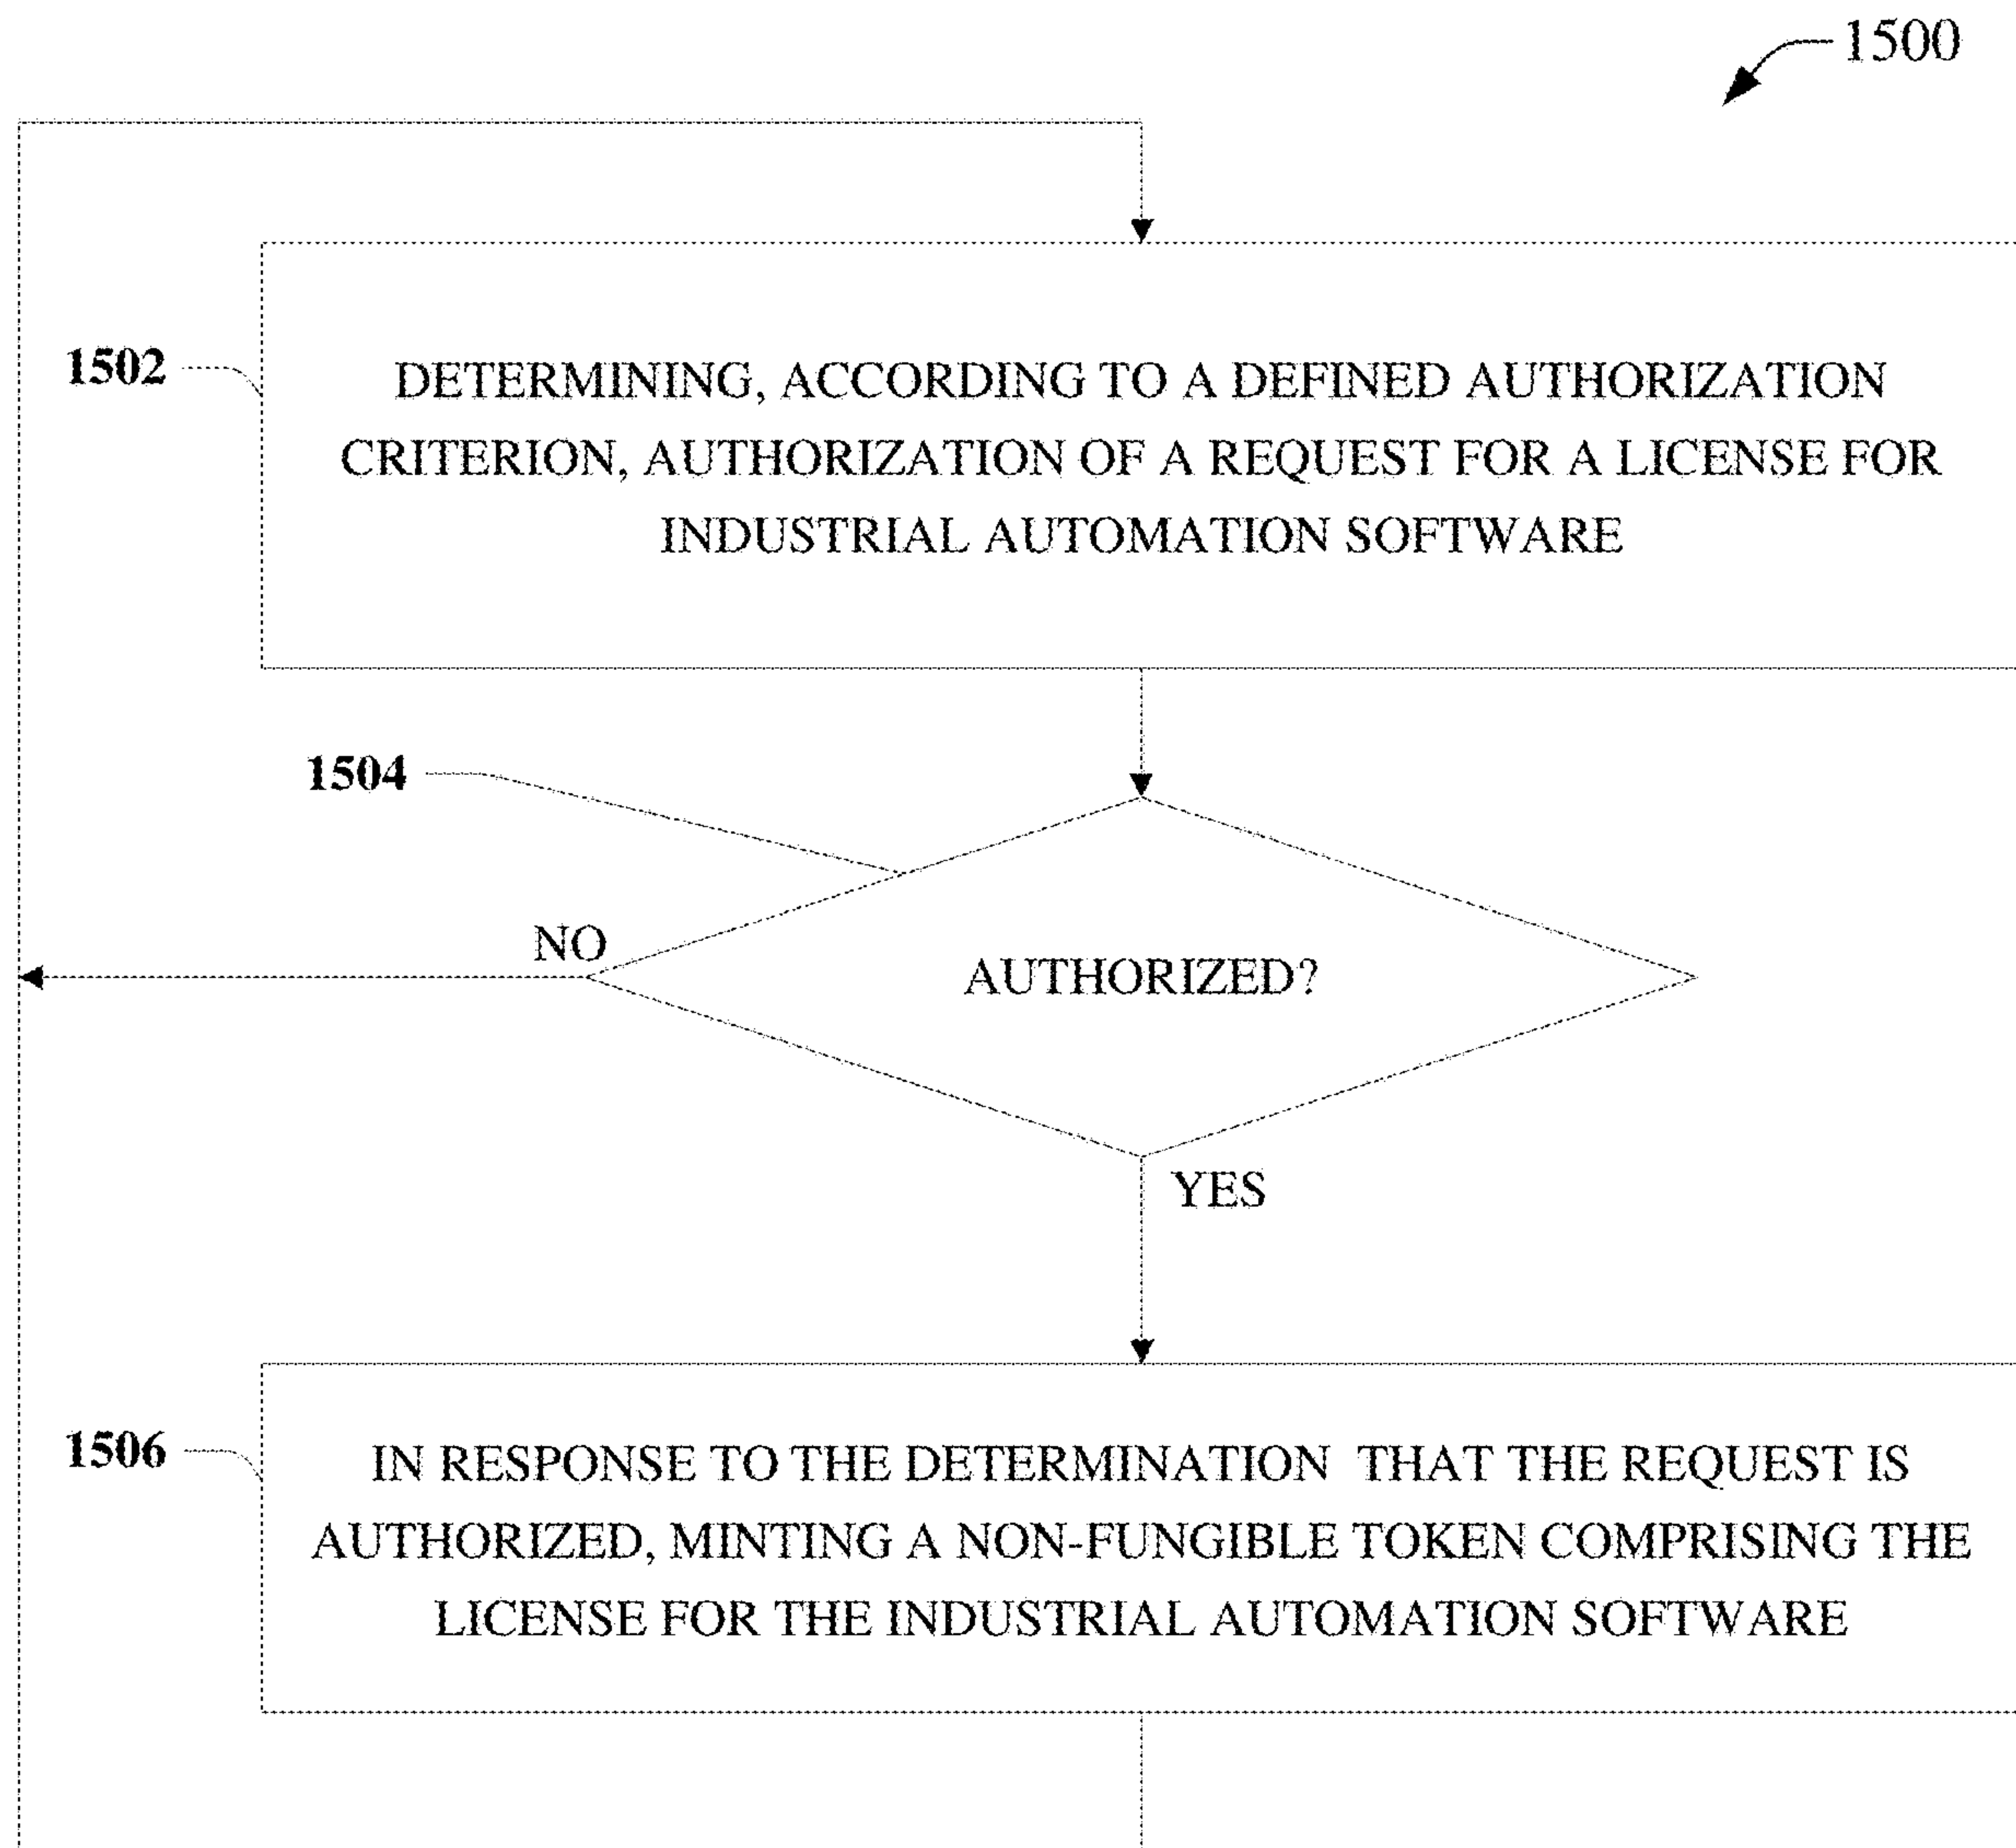 1500
1502
DETERMINING, ACCORDING TO A DEFINED AUTHORIZATION
CRITERION, AUTHORIZATION OF A REQUEST FOR A LICENSE FOR
INDUSTRIAL AUTOMATION SOFTWARE
1504
NO
AUTHORIZED?
YES
1506
IN RESPONSE TO THE DETERMINATION THAT THE REQUEST IS
AUTHORIZED, MINTING A NON-FUNGIBLE TOKEN COMPRISING THE
LICENSE FOR THE INDUSTRIAL AUTOMATION SOFTWARE